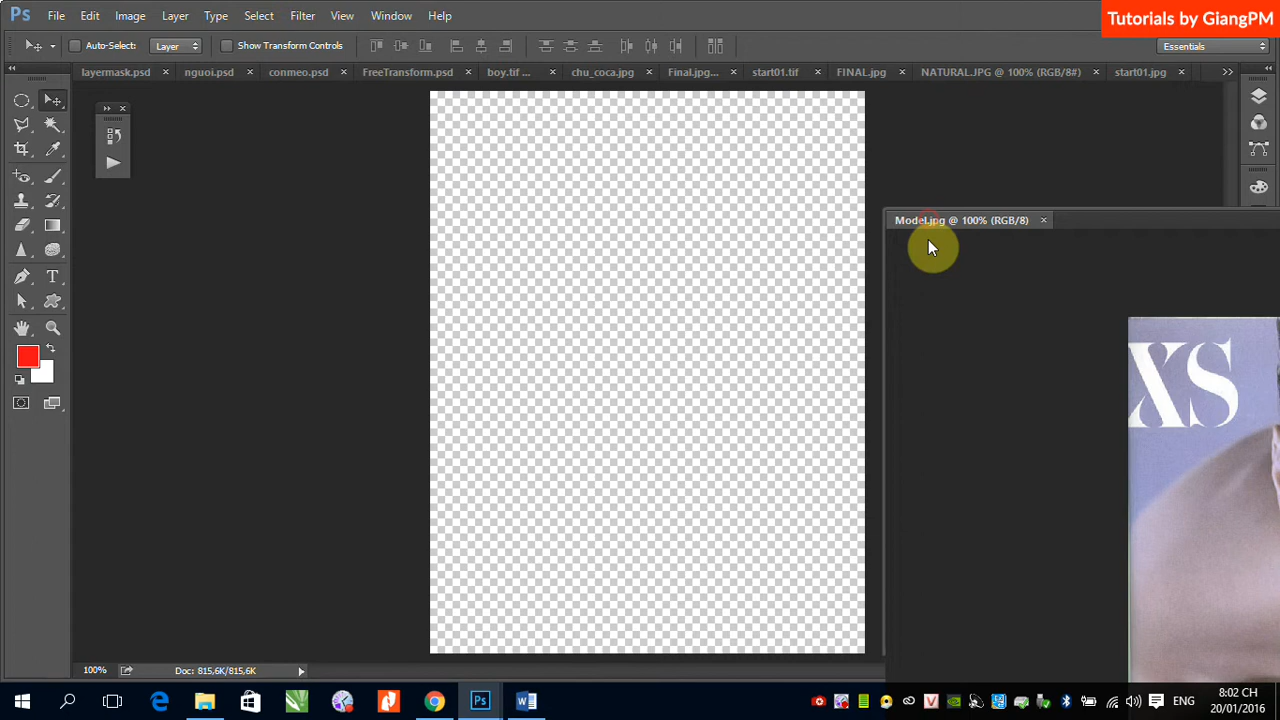 Ps File Edit Image Layer Type Select Filter View Window Help
Tutorials by GiangPM
Auto-Select: Layer Show Transform Controls
Essentials
layermask.psd × nguoi.psd × conmeo.psd × FreeTransform.psd × boy.tif ... × chu_coca.jpg × Final.jpg... × start01.tif × FINAL.jpg × NATURAL.JPG @ 100% (RGB/8#) × start01.jpg ×
Model.jpg @ 100% (RGB/8) ×
XS
100% Doc: 815,6K/815,6K
Ps
ENG
8:02 CH
20/01/2016